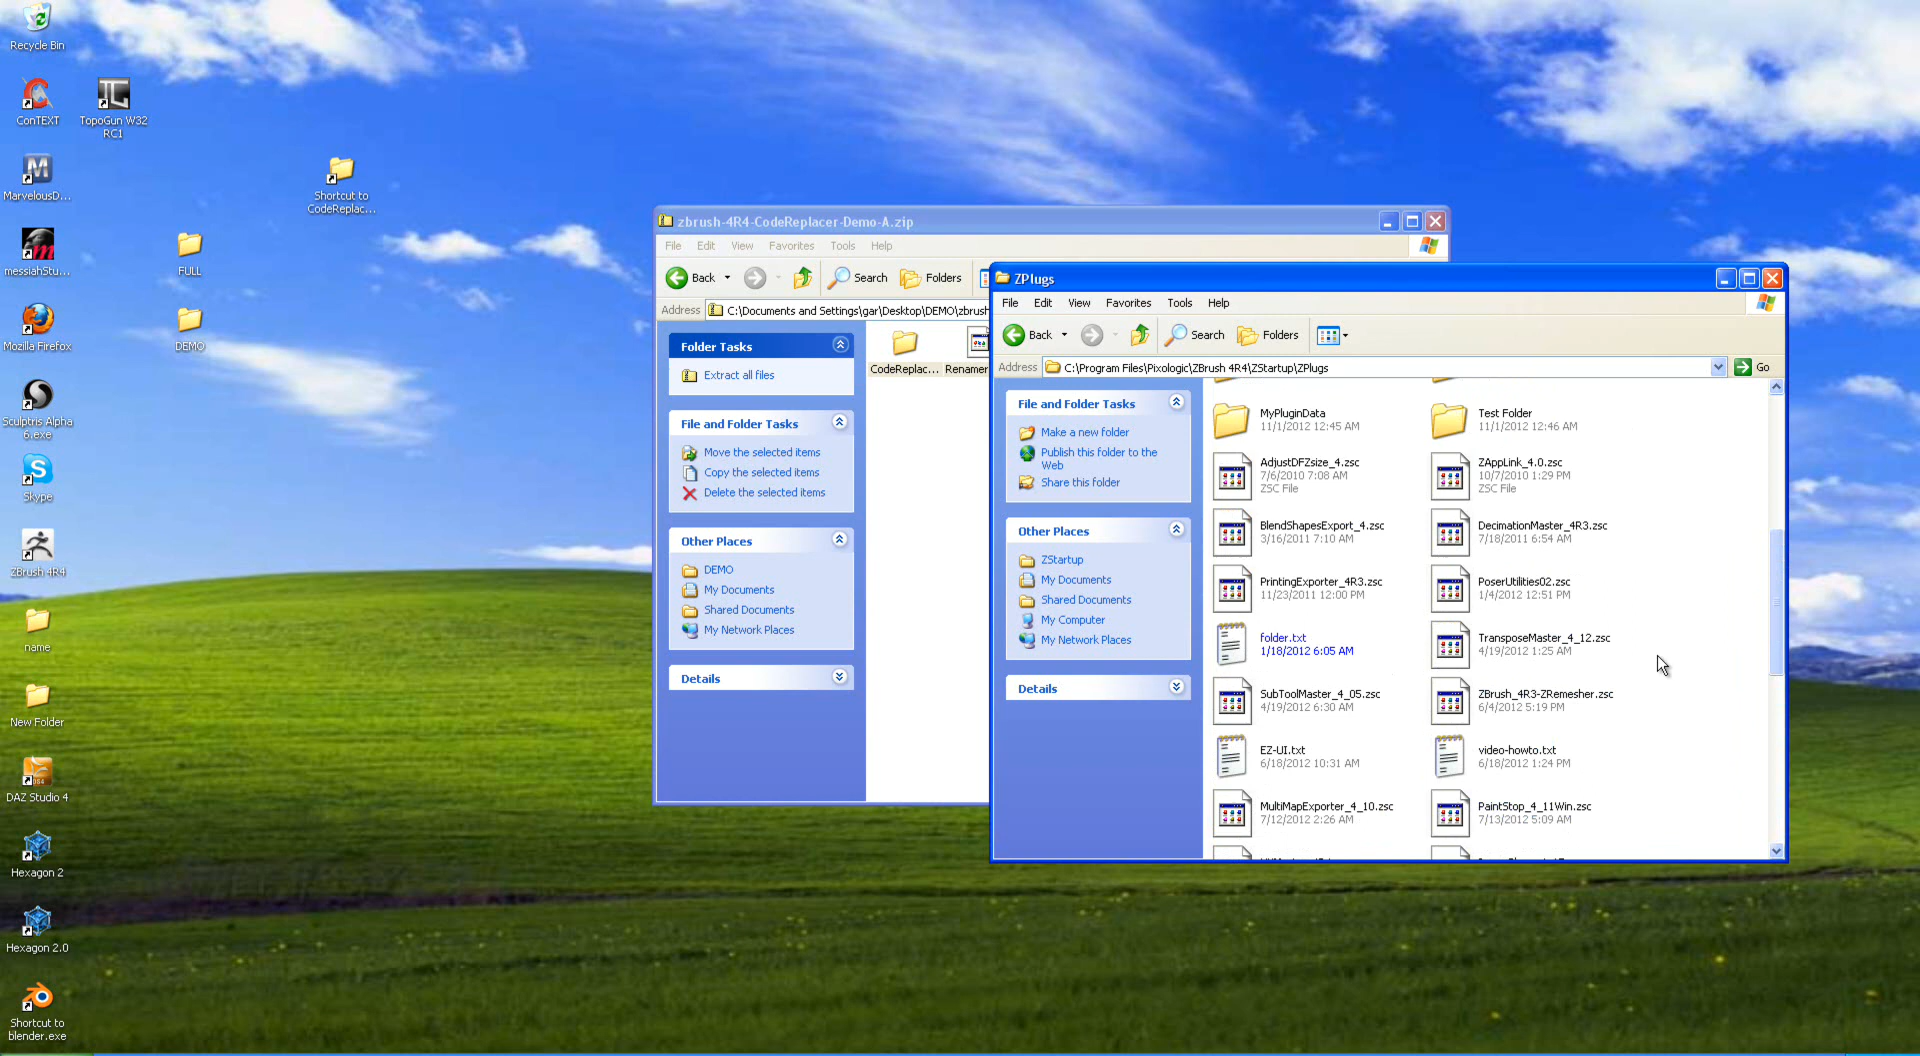 Recycle Bin
ConTEXT
TopoGun W32
RC1
MarvelousD...
Shortcut to
CodeReplac...
messiahStu...
FULL
Mozilla Firefox
DEMO
Sculptris Alpha
6.exe
Skype
ZBrush 4R4
name
New Folder
DAZ Studio 4
Hexagon 2
Hexagon 2.0
Shortcut to
blender.exe
zbrush-4R4-CodeReplacer-Demo-A.zip
File Edit View Favorites Tools Help
Back Search Folders
Address C:\Documents and Settings\gar\Desktop\DEMO\zbrush
Folder Tasks
Extract all files
File and Folder Tasks
Move the selected items
Copy the selected items
Delete the selected items
Other Places
DEMO
My Documents
Shared Documents
My Network Places
Details
CodeReplac... Renamer
ZPlugs
File Edit View Favorites Tools Help
Back Search Folders
Address C:\Program Files\Pixologic\ZBrush 4R4\ZStartup\ZPlugs Go
File and Folder Tasks
Make a new folder
Publish this folder to the
Web
Share this folder
Other Places
ZStartup
My Documents
Shared Documents
My Computer
My Network Places
Details
MyPluginData
11/1/2012 12:45 AM
Test Folder
11/1/2012 12:46 AM
AdjustDFZsize_4.zsc
7/6/2010 7:08 AM
ZSC File
ZAppLink_4.0.zsc
10/7/2010 1:29 PM
ZSC File
BlendShapesExport_4.zsc
3/16/2011 7:10 AM
DecimationMaster_4R3.zsc
7/18/2011 6:54 AM
PrintingExporter_4R3.zsc
11/23/2011 12:00 PM
PoserUtilities02.zsc
1/4/2012 12:51 PM
folder.txt
1/18/2012 6:05 AM
TransposeMaster_4_12.zsc
4/19/2012 1:25 AM
SubToolMaster_4_05.zsc
4/19/2012 6:30 AM
ZBrush_4R3-ZRemesher.zsc
6/4/2012 5:19 PM
EZ-UI.txt
6/18/2012 10:31 AM
video-howto.txt
6/18/2012 1:24 PM
MultiMapExporter_4_10.zsc
7/12/2012 2:26 AM
PaintStop_4_11Win.zsc
7/13/2012 5:09 AM